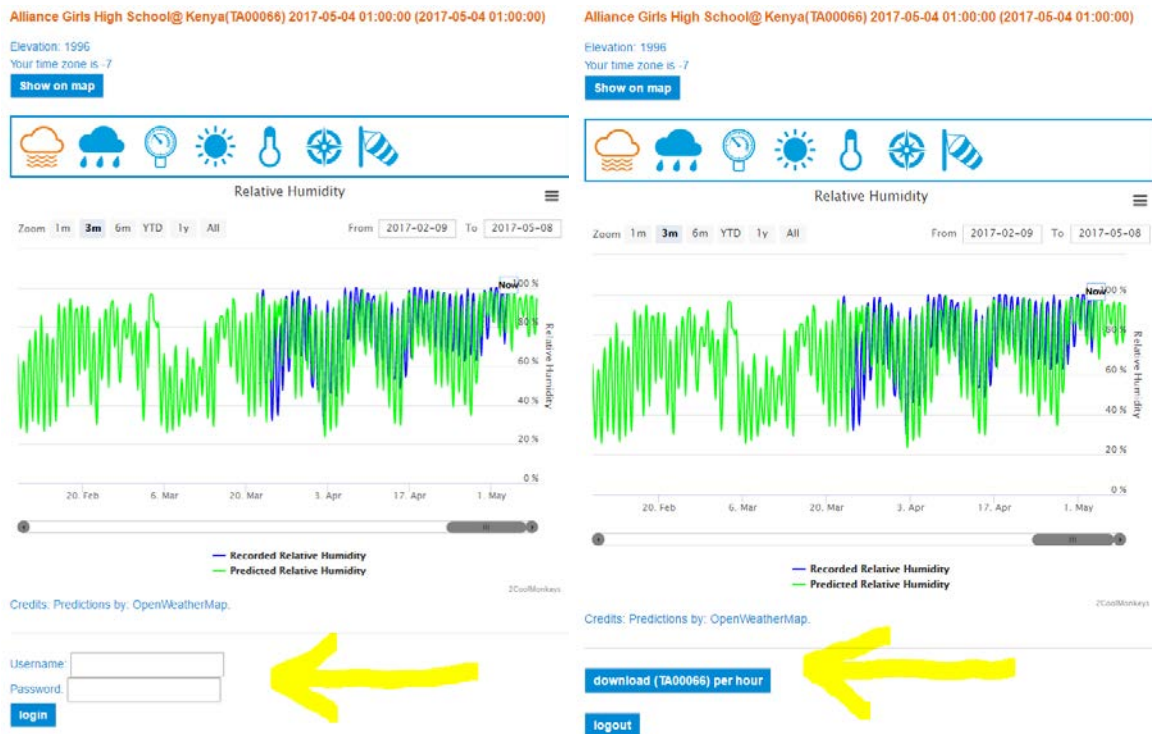 Alliance Girls High School@ Kenya(TA00066) 2017-05-04 01:00:00 (2017-05-04 01:00:00)
Elevation: 1996
Your time zone is -7
Show on map
Relative Humidity
Zoom 1m 3m 6m YTD 1y All From 2017-02-09 To 2017-05-08
Now
100 %
80 %
60 %
40 %
20 %
0 %
Relative Humidity
20. Feb 6. Mar 20. Mar 3. Apr 17. Apr 1. May
Recorded Relative Humidity
Predicted Relative Humidity
2CoolMonkeys
Credits: Predictions by: OpenWeatherMap.
Username:
Password:
login
Alliance Girls High School@ Kenya(TA00066) 2017-05-04 01:00:00 (2017-05-04 01:00:00)
Elevation: 1996
Your time zone is -7
Show on map
Relative Humidity
Zoom 1m 3m 6m YTD 1y All From 2017-02-09 To 2017-05-08
Now
100 %
80 %
60 %
40 %
20 %
0 %
Relative Humidity
20. Feb 6. Mar 20. Mar 3. Apr 17. Apr 1. May
Recorded Relative Humidity
Predicted Relative Humidity
2CoolMonkeys
Credits: Predictions by: OpenWeatherMap.
download (TA00066) per hour
logout